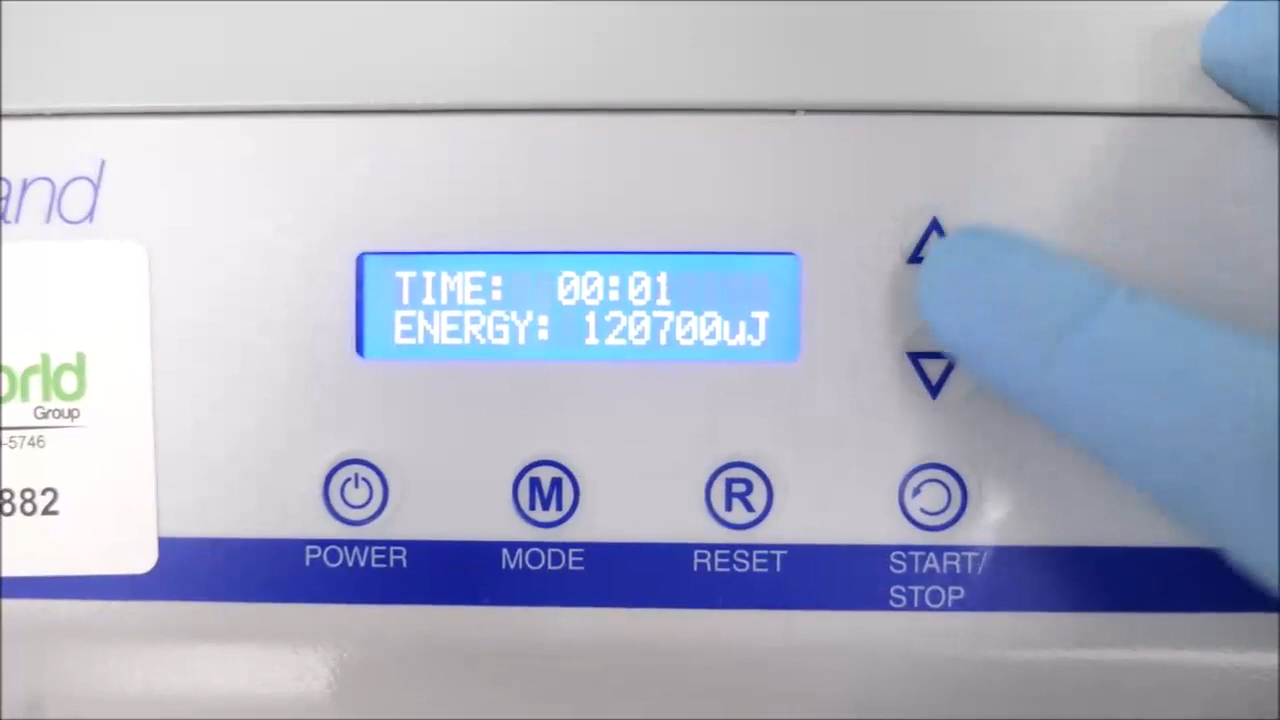 and
TIME: 00:01
ENERGY: 120700uJ
orld
Group
-5746
882
M
R
POWER
MODE
RESET
START/
STOP